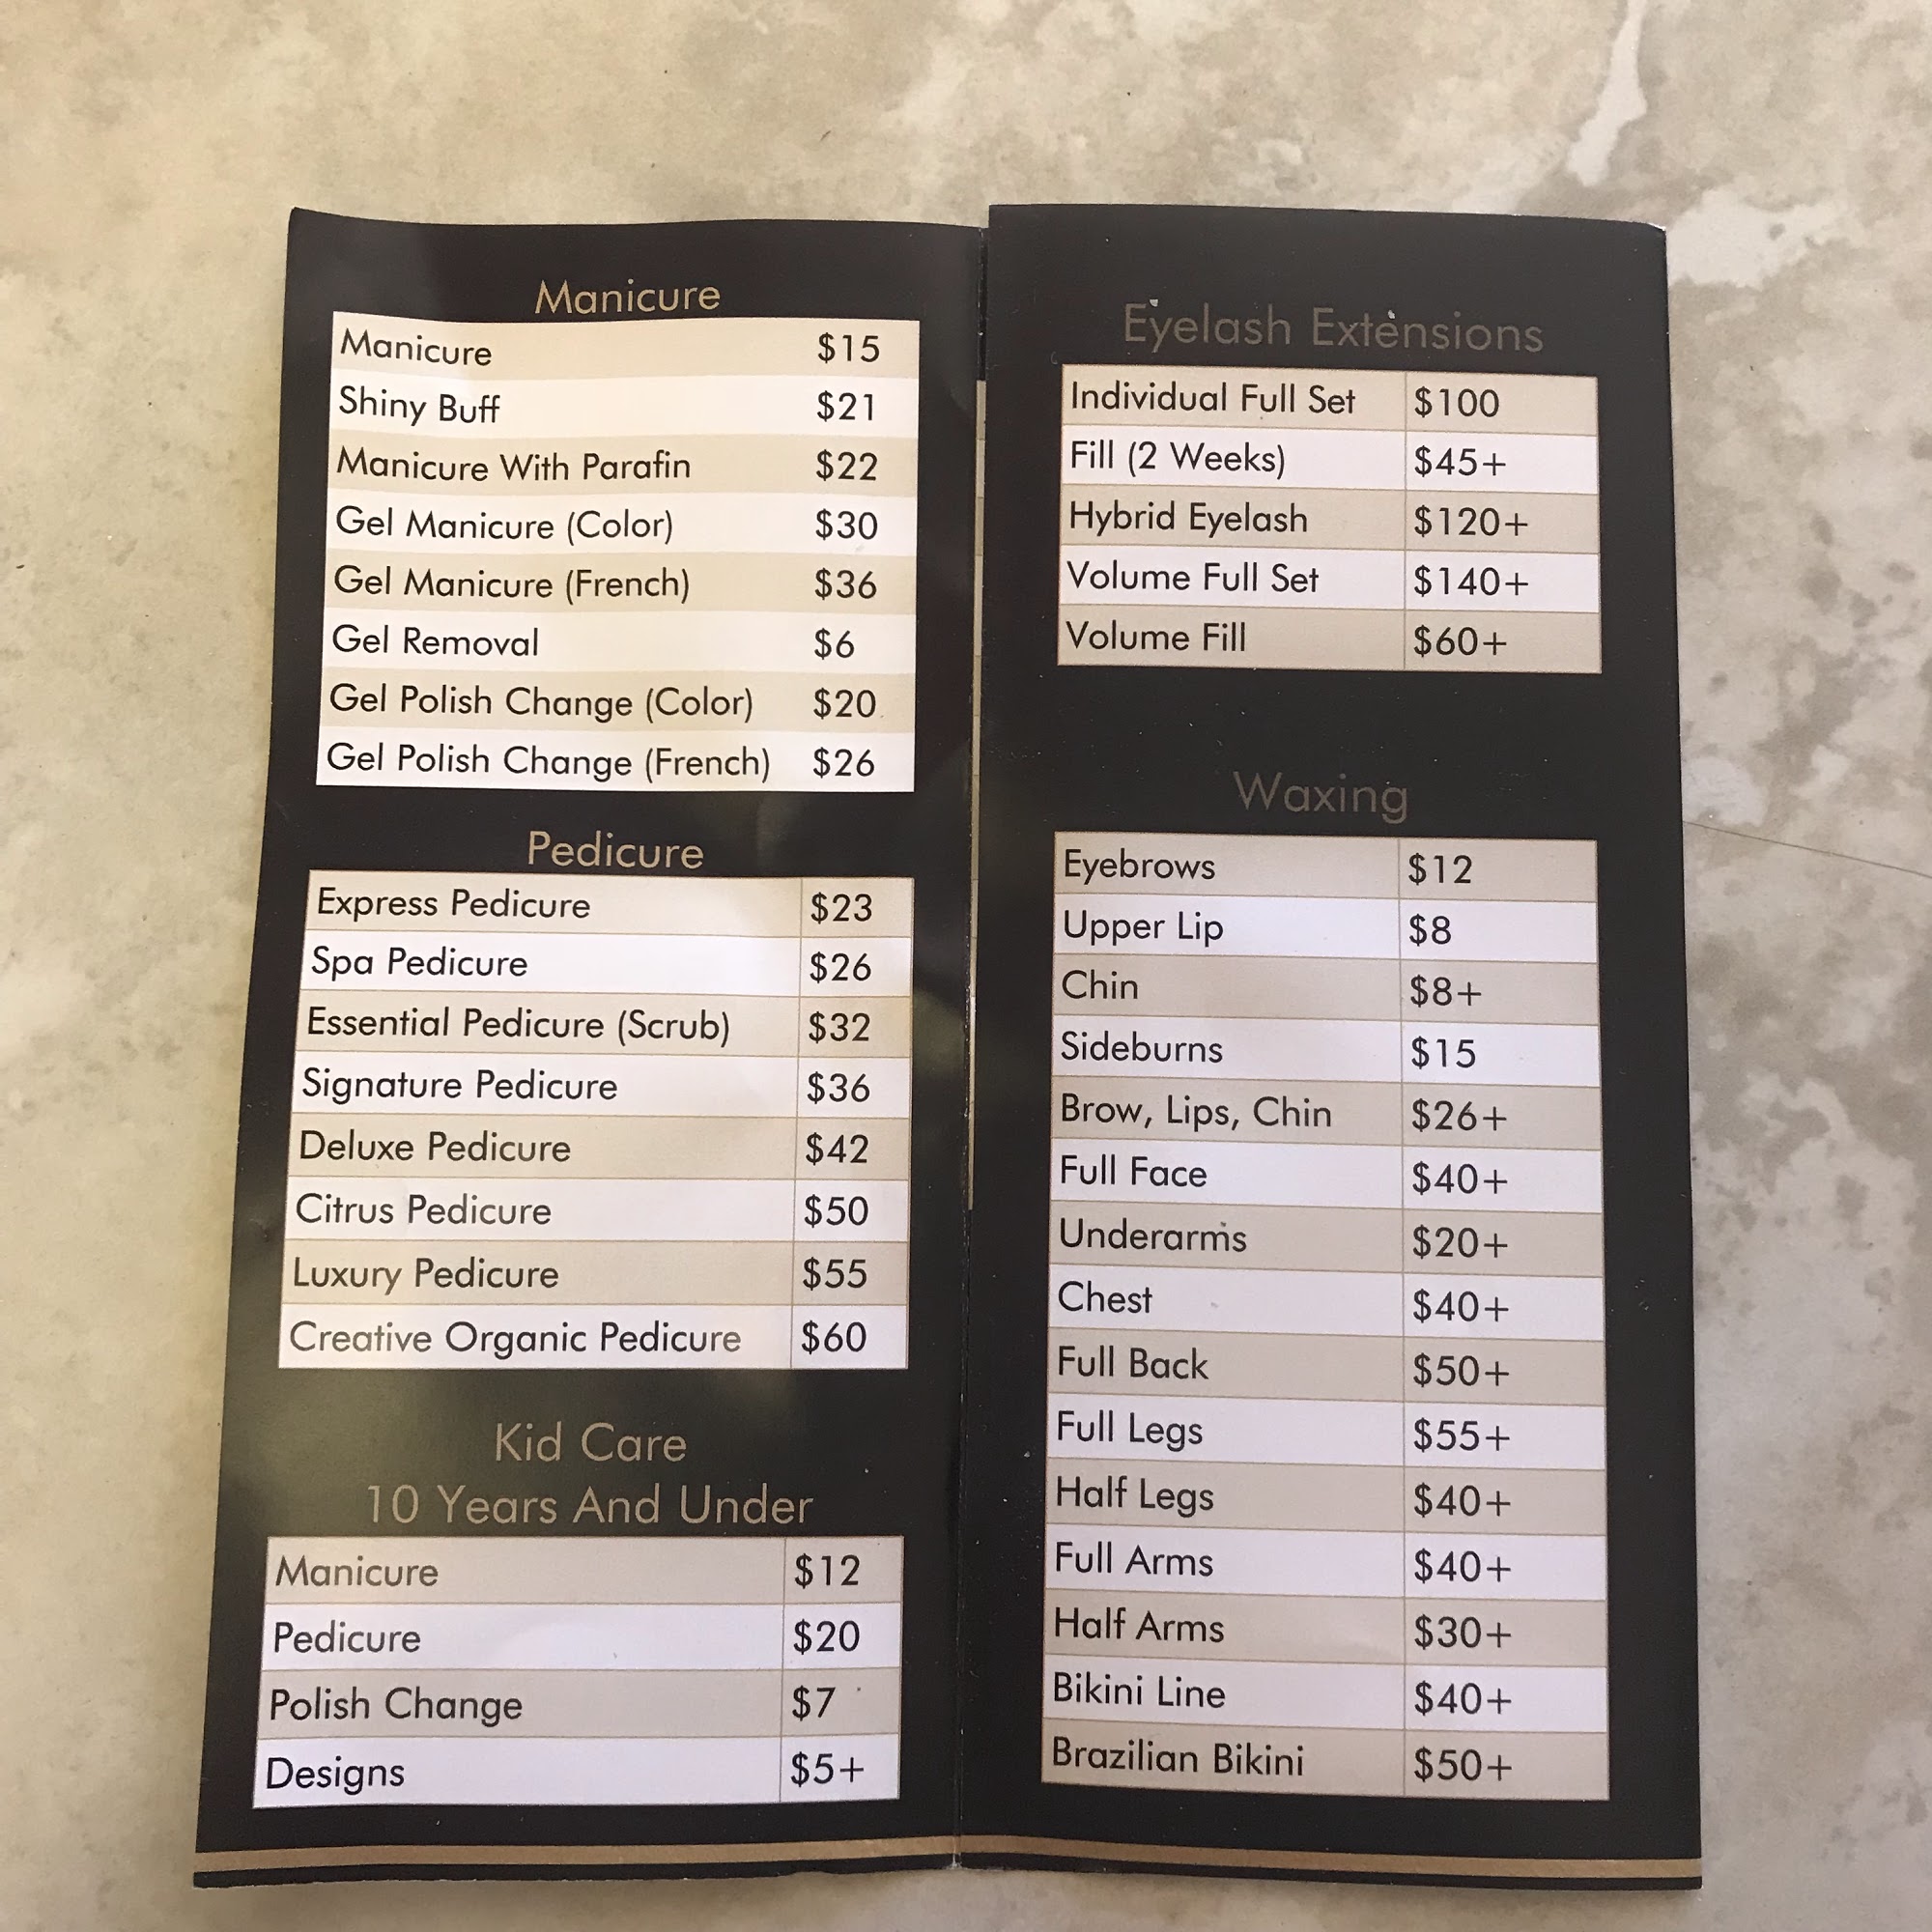 Manicure
Manicure $15
Shiny Buff $21
Manicure With Parafin $22
Gel Manicure (Color) $30
Gel Manicure (French) $36
Gel Removal $6
Gel Polish Change (Color) $20
Gel Polish Change (French) $26
Pedicure
Express Pedicure $23
Spa Pedicure $26
Essential Pedicure (Scrub) $32
Signature Pedicure $36
Deluxe Pedicure $42
Citrus Pedicure $50
Luxury Pedicure $55
Creative Organic Pedicure $60
Kid Care
10 Years And Under
Manicure $12
Pedicure $20
Polish Change $7
Designs $5+
Eyelash Extensions
Individual Full Set $100
Fill (2 Weeks) $45+
Hybrid Eyelash $120+
Volume Full Set $140+
Volume Fill $60+
Waxing
Eyebrows $12
Upper Lip $8
Chin $8+
Sideburns $15
Brow, Lips, Chin $26+
Full Face $40+
Underarms $20+
Chest $40+
Full Back $50+
Full Legs $55+
Half Legs $40+
Full Arms $40+
Half Arms $30+
Bikini Line $40+
Brazilian Bikini $50+